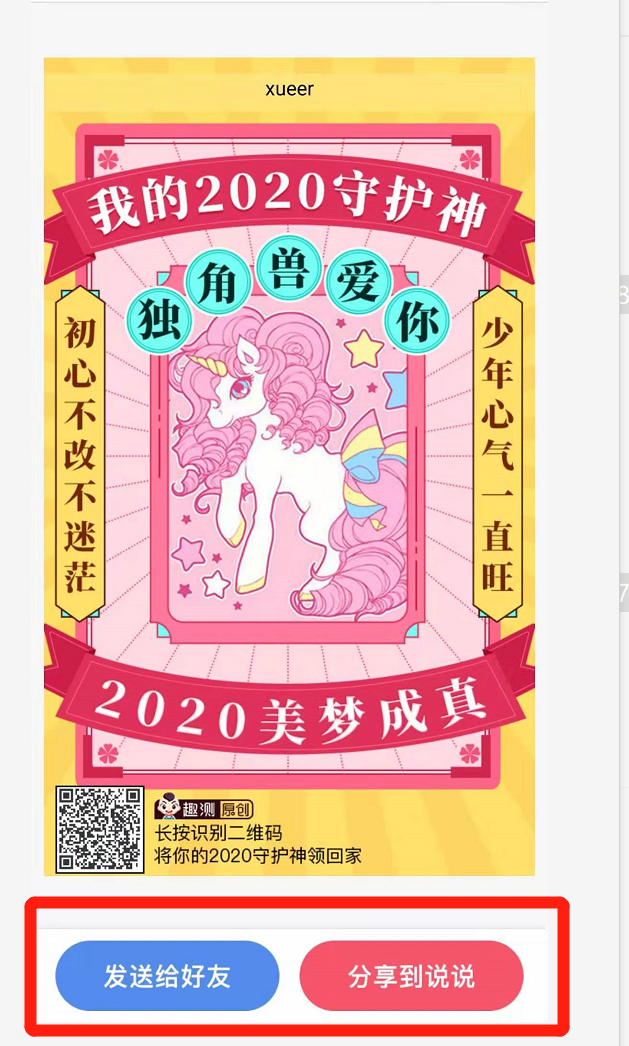 xueer
我的2020守护神
独角兽爱你
初心不改不迷茫
少年心气一直旺
2020美梦成真
趣测 原创
长按识别二维码
将你的2020守护神领回家
发送给好友
分享到说说
8
7